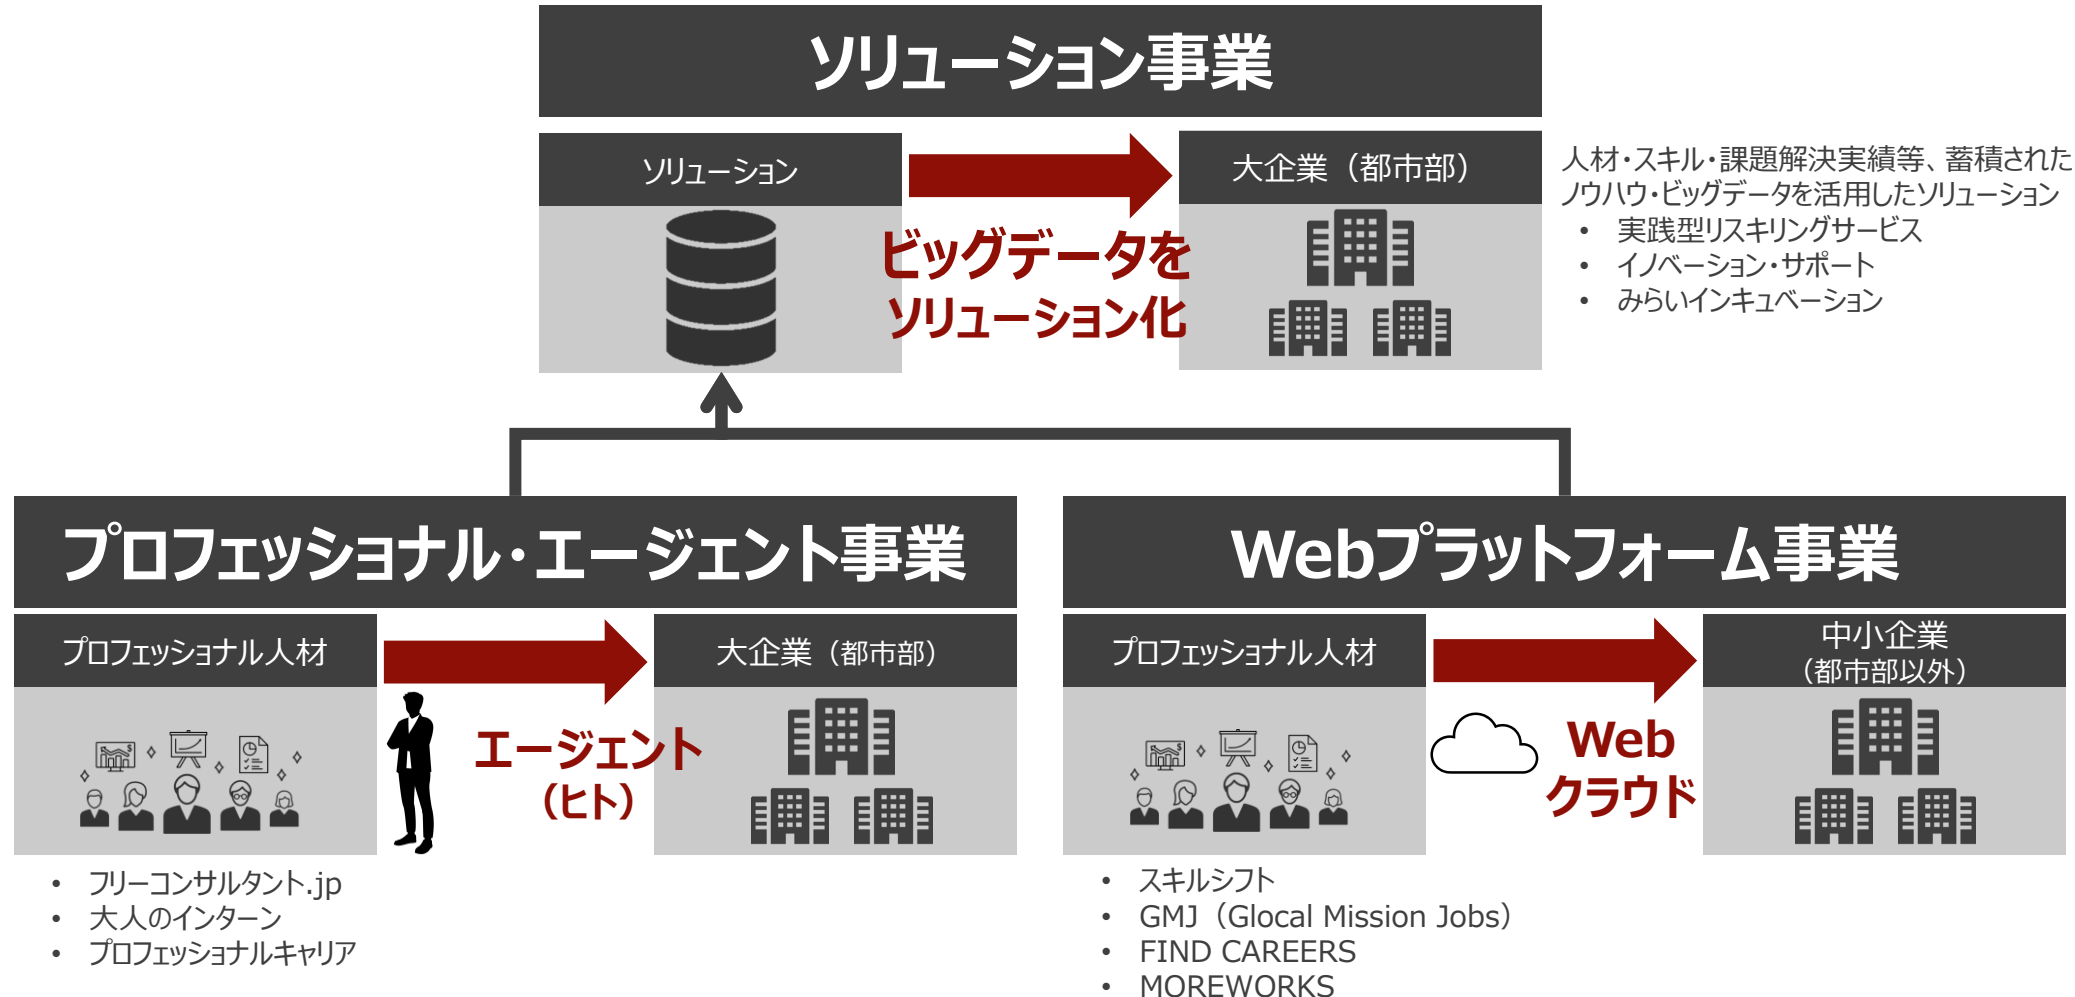 ソリューション事業
ソリューション
大企業（都市部）
ビッグデータを
ソリューション化
人材・スキル・課題解決実績等、蓄積された
ノウハウ・ビッグデータを活用したソリューション
• 実践型リスキリングサービス
• イノベーション・サポート
• みらいインキュベーション
プロフェッショナル・エージェント事業
プロフェッショナル人材
大企業（都市部）
エージェント
（ヒト）
• フリーコンサルタント.jp
• 大人のインターン
• プロフェッショナルキャリア
Webプラットフォーム事業
プロフェッショナル人材
中小企業
（都市部以外）
Web
クラウド
• スキルシフト
• GMJ（Glocal Mission Jobs）
• FIND CAREERS
• MOREWORKS